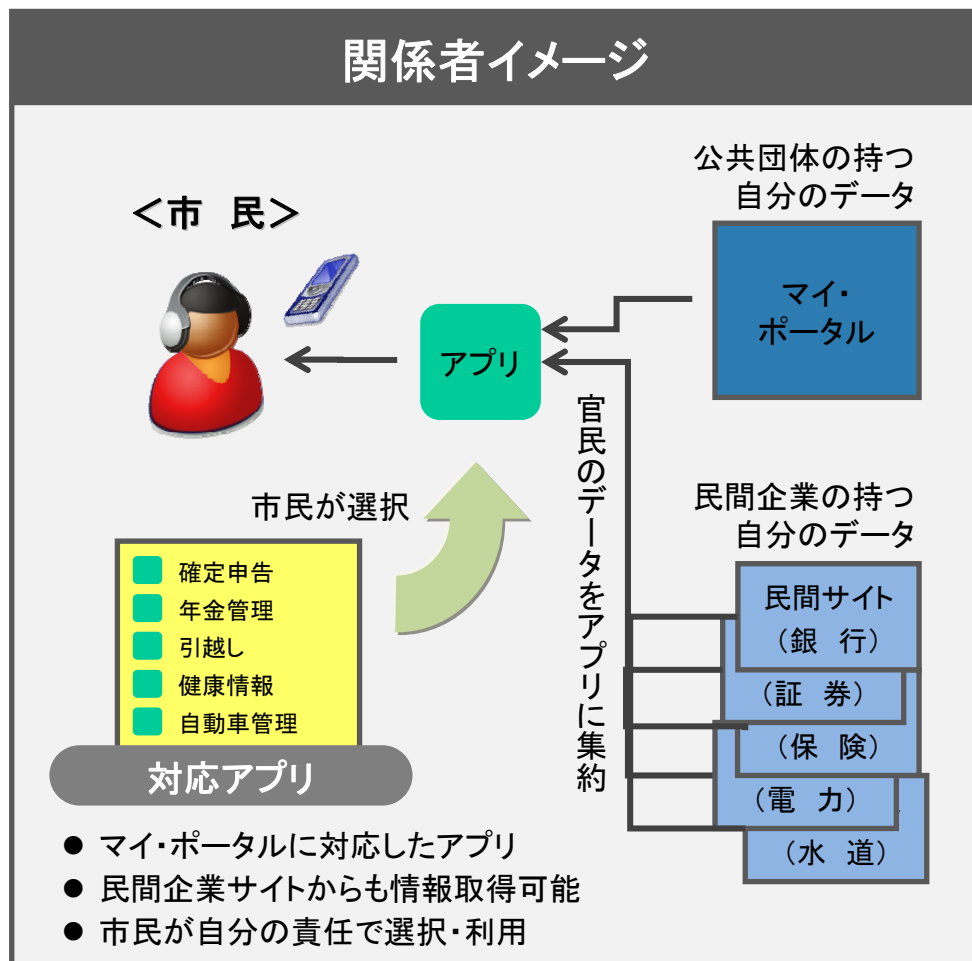 関係者イメージ
公共団体の持つ
自分のデータ
＜市　民＞
マイ・
ポータル
アプリ
官民のデータをアプリに集約
市民が選択
民間企業の持つ
自分のデータ
確定申告
年金管理
引越し
健康情報
自動車管理
対応アプリ
民間サイト
（銀　行）
（証　券）
（保　険）
（電　力）
（水　道）
● マイ・ポータルに対応したアプリ
● 民間企業サイトからも情報取得可能
● 市民が自分の責任で選択・利用